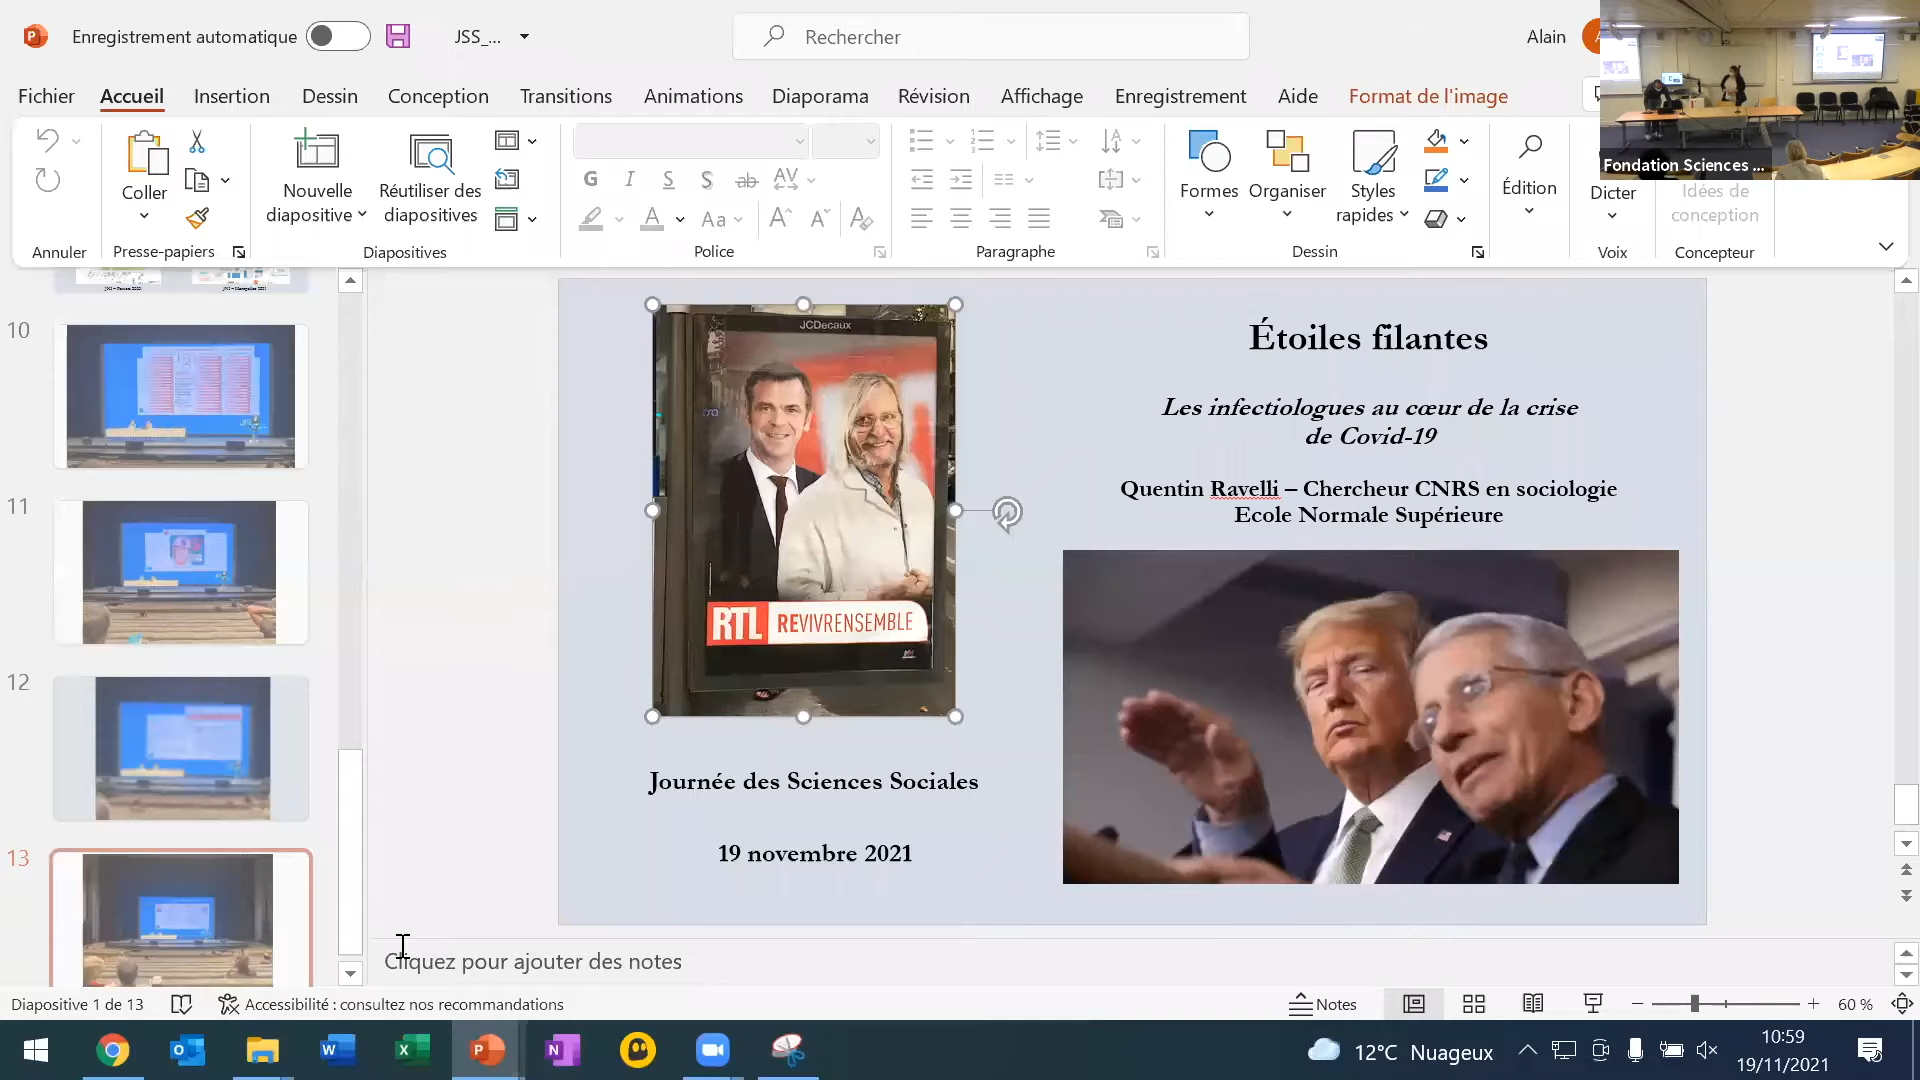 Enregistrement automatique
JSS_...
Rechercher
Alain
Fichier
Accueil
Insertion
Dessin
Conception
Transitions
Animations
Diaporama
Révision
Affichage
Enregistrement
Aide
Format de l'image
Fondation Sciences ...
Coller
Nouvelle
diapositive
Réutiliser des
diapositives
G I S S ab AV
A Aa A A A
Formes
Organiser
Styles
rapides
Édition
Dicter
Idées de
conception
Annuler
Presse-papiers
Diapositives
Police
Paragraphe
Dessin
Voix
Concepteur
10
11
12
13
JCDecaux
RTL REVIVRENSEMBLE
Étoiles filantes
Les infectiologues au cœur de la crise
de Covid-19
Quentin Ravelli – Chercheur CNRS en sociologie
Ecole Normale Supérieure
Journée des Sciences Sociales
19 novembre 2021
Cliquez pour ajouter des notes
Diapositive 1 de 13
Accessibilité : consultez nos recommandations
Notes
60 %
12°C Nuageux
10:59
19/11/2021